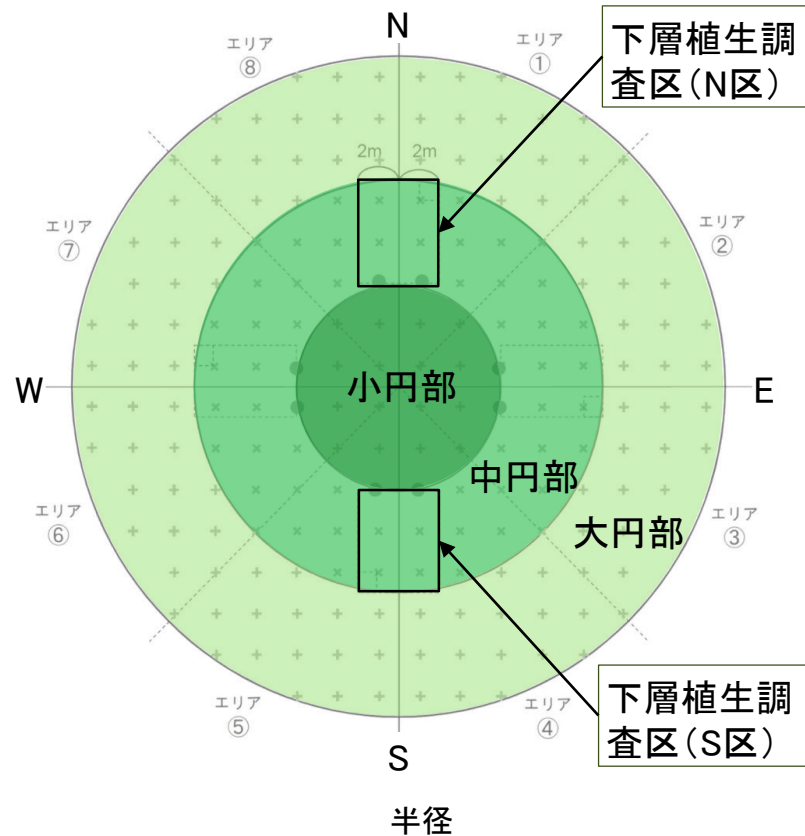 N
エリア
⑧
エリア
①
下層植生調
査区(N区)
2m
2m
エリア
⑦
エリア
②
W
小円部
E
中円部
エリア
⑥
大円部
エリア
③
エリア
⑤
エリア
④
下層植生調
査区(S区)
S
半径